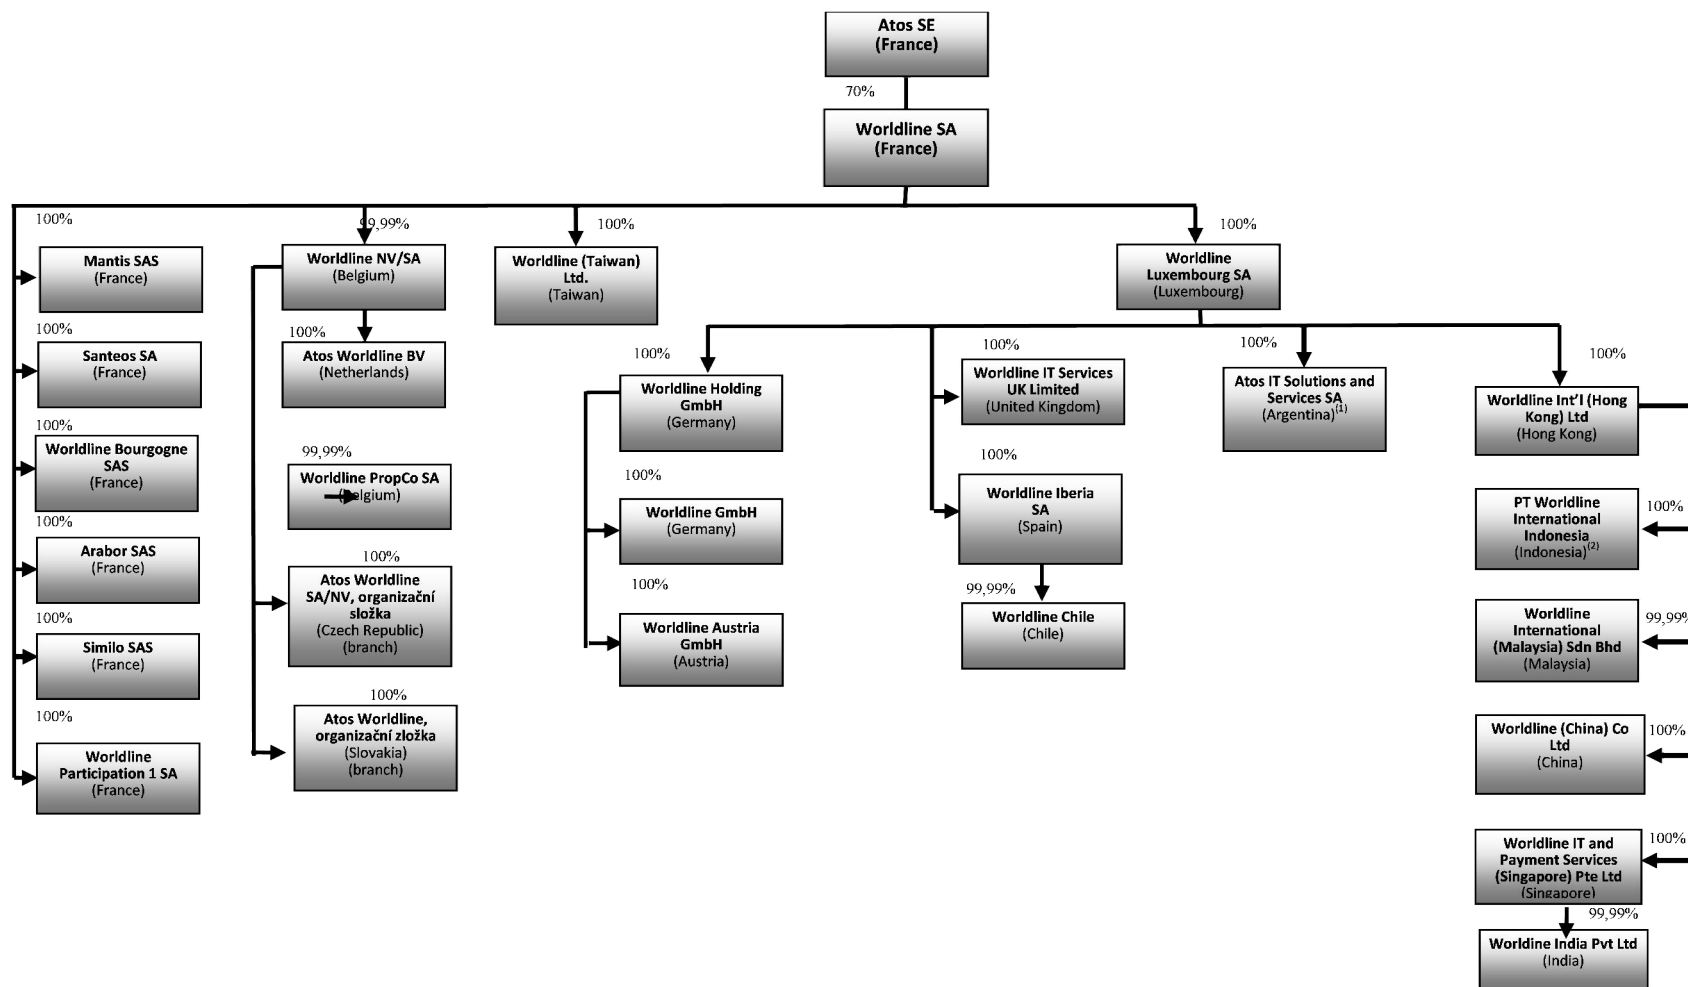 Atos SE
(France)
70%
Worldline SA
(France)
100%
Mantis SAS
(France)
100%
Santeos SA
(France)
100%
Worldline Bourgogne
SAS
(France)
100%
Arabor SAS
(France)
100%
Similo SAS
(France)
100%
Worldline
Participation 1 SA
(France)
99,99%
Worldline NV/SA
(Belgium)
100%
Atos Worldline BV
(Netherlands)
99,99%
Worldline PropCo SA
(Belgium)
100%
Atos Worldline
SA/NV, organizační
složka
(Czech Republic)
(branch)
100%
Atos Worldline,
organizační zložka
(Slovakia)
(branch)
100%
Worldline (Taiwan)
Ltd.
(Taiwan)
100%
Worldline
Luxembourg SA
(Luxembourg)
100%
Worldline Holding
GmbH
(Germany)
100%
Worldline GmbH
(Germany)
100%
Worldline Austria
GmbH
(Austria)
100%
Worldline IT Services
UK Limited
(United Kingdom)
100%
Worldline Iberia
SA
(Spain)
99,99%
Worldline Chile
(Chile)
100%
Atos IT Solutions and
Services SA
(Argentina)(1)
100%
Worldline Int'l (Hong
Kong) Ltd
(Hong Kong)
100%
PT Worldline
International
Indonesia
(Indonesia)(2)
99,99%
Worldline
International
(Malaysia) Sdn Bhd
(Malaysia)
100%
Worldline (China) Co
Ltd
(China)
100%
Worldline IT and
Payment Services
(Singapore) Pte Ltd
(Singapore)
99,99%
Worldine India Pvt Ltd
(India)